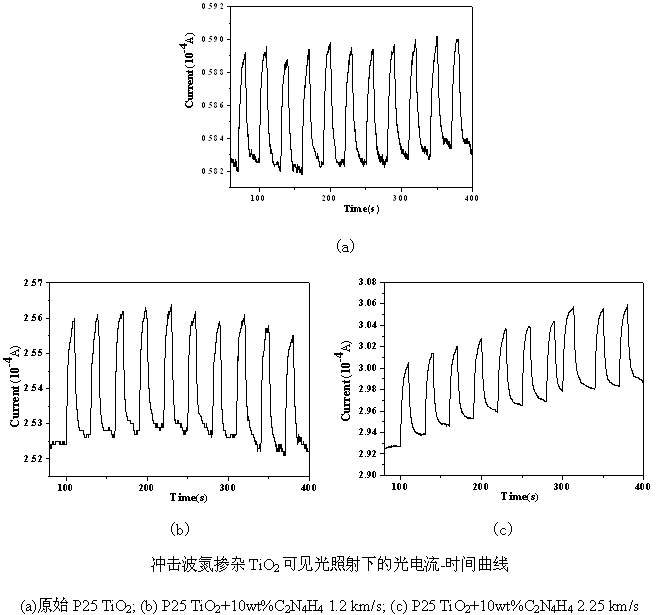 0.592
0.590
0.588
0.586
0.584
0.582
Current (10⁻⁴A)
100 200 300 400
Time(s)
(a)
2.57
2.56
2.55
2.54
2.53
2.52
Current (10⁻⁴A)
100 200 300 400
Time(s)
(b)
3.08
3.06
3.04
3.02
3.00
2.98
2.96
2.94
2.92
2.90
Current (10⁻⁴A)
100 200 300 400
Time(s)
(c)
冲击波氮掺杂 TiO2 可见光照射下的光电流-时间曲线
(a)原始 P25 TiO2; (b) P25 TiO2+10wt%C2N4H4 1.2 km/s; (c) P25 TiO2+10wt%C2N4H4 2.25 km/s